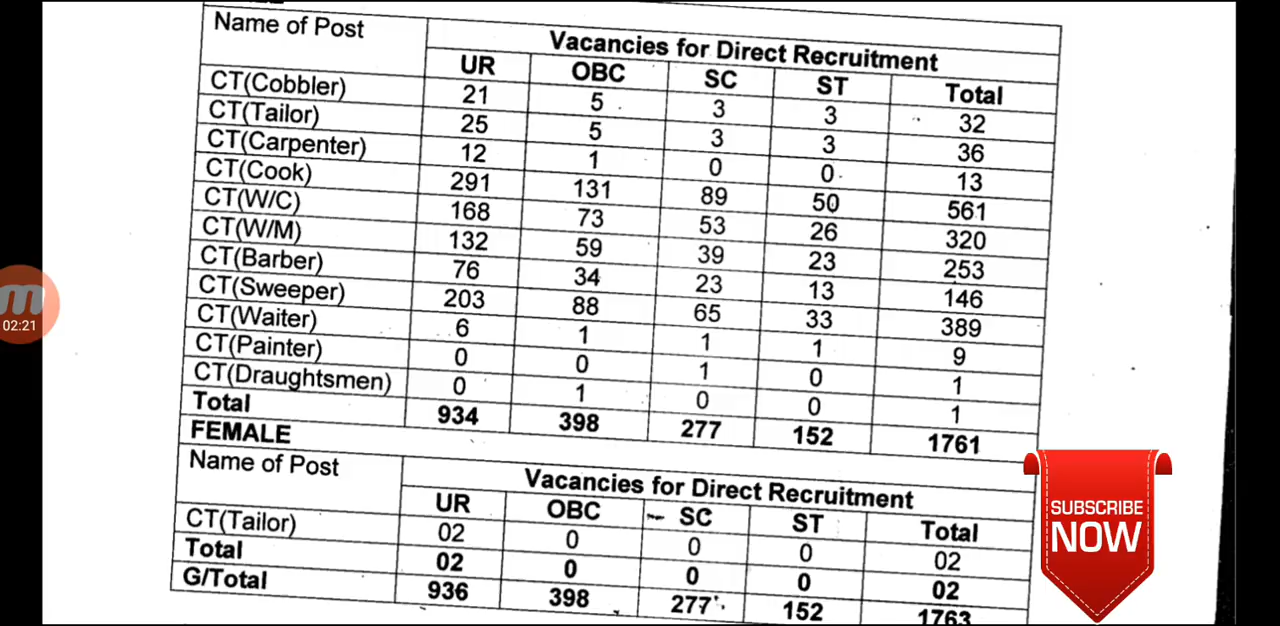 Name of Post Vacancies for Direct Recruitment
UR OBC SC ST Total
CT(Cobbler) 21 5 3 3 32
CT(Tailor) 25 5 3 3 36
CT(Carpenter) 12 1 0 0 13
CT(Cook) 291 131 89 50 561
CT(W/C) 168 73 53 26 320
CT(W/M) 132 59 39 23 253
CT(Barber) 76 34 23 13 146
CT(Sweeper) 203 88 65 33 389
CT(Waiter) 6 1 1 1 9
CT(Painter) 0 0 1 0 1
CT(Draughtsmen) 0 1 0 0 1
Total 934 398 277 152 1761
FEMALE
Name of Post Vacancies for Direct Recruitment
UR OBC SC ST Total
CT(Tailor) 02 0 0 0 02
Total 02 0 0 0 02
G/Total 936 398 277 152 1763
02:21
SUBSCRIBE
NOW